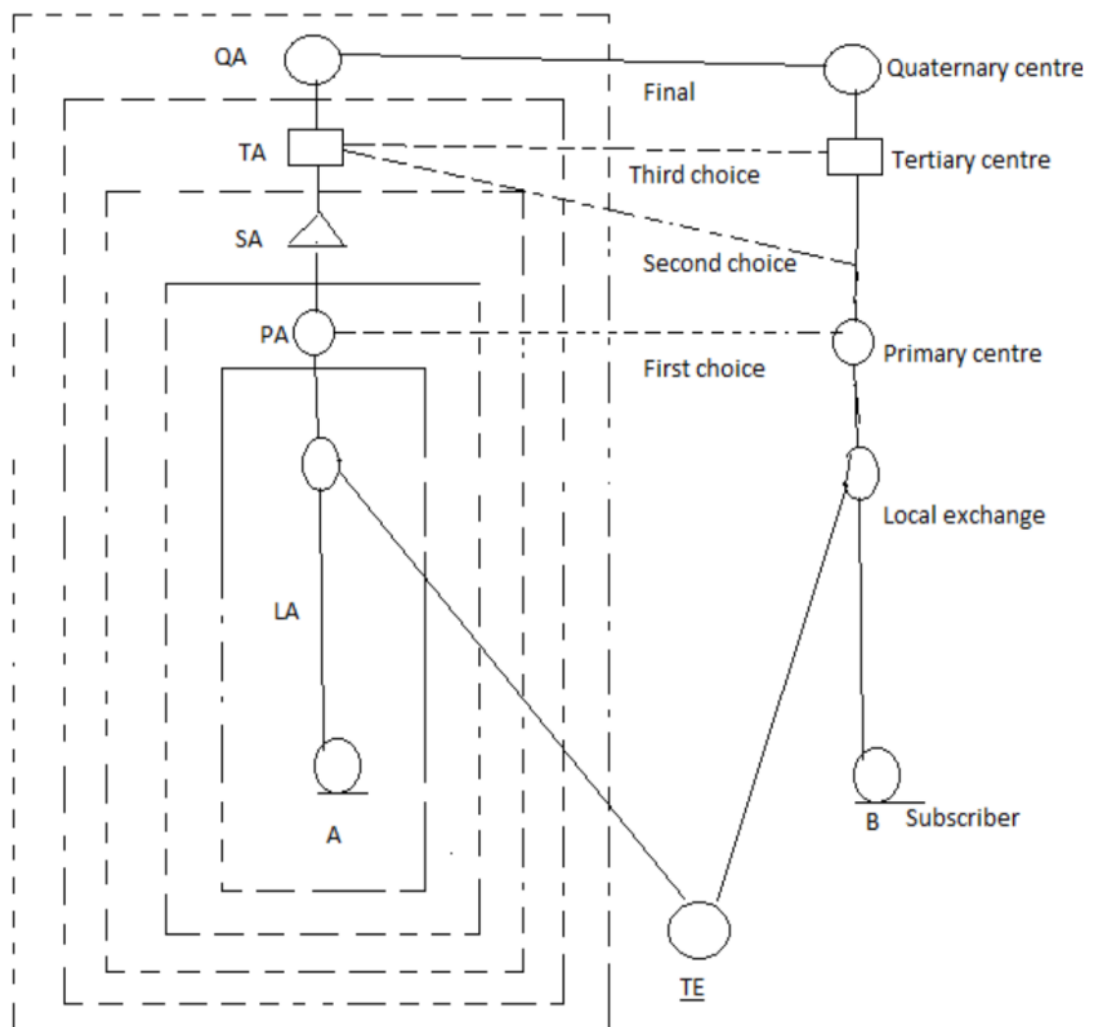 QA
Quaternary centre
Final
TA
Tertiary centre
Third choice
SA
Second choice
PA
Primary centre
First choice
Local exchange
LA
A
B
Subscriber
TE